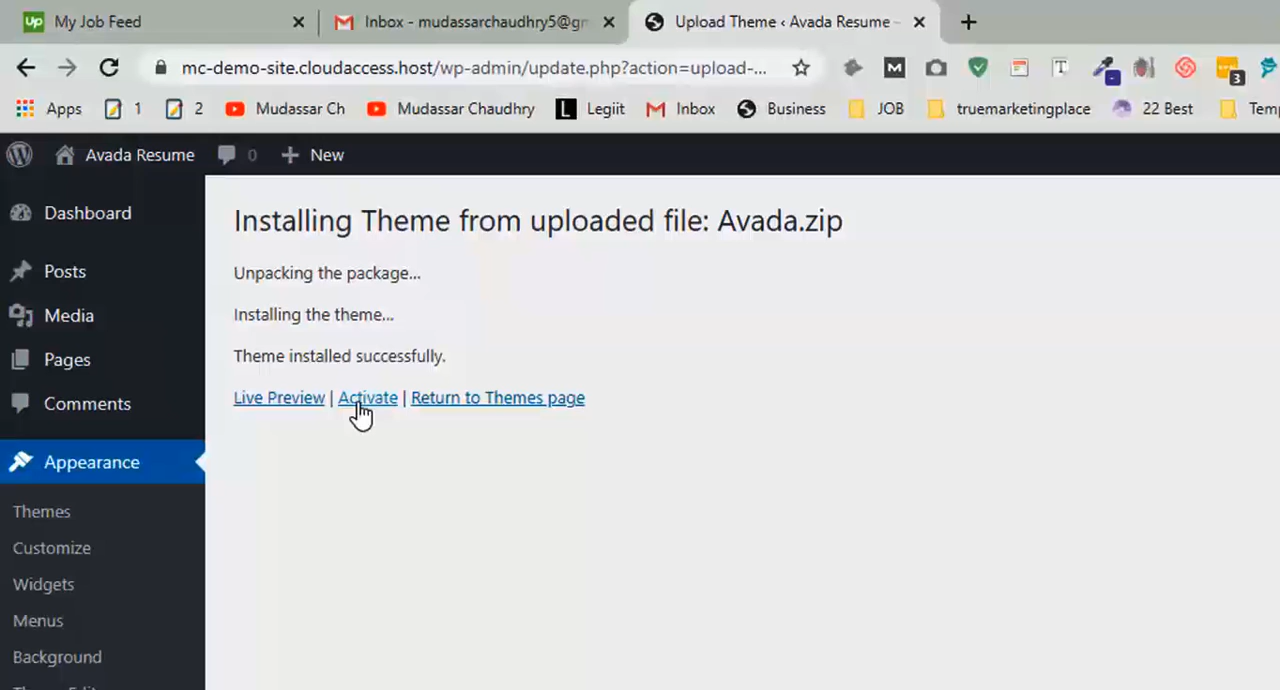 Up My Job Feed Inbox - mudassarchaudhry5@gm Upload Theme ‹ Avada Resume –
mc-demo-site.cloudaccess.host/wp-admin/update.php?action=upload-... M T 3
Apps 1 2 Mudassar Ch Mudassar Chaudhry L Legiit Inbox Business JOB truemarketingplace 22 Best Temp
Avada Resume 0 New
Dashboard
Posts
Media
Pages
Comments
Appearance
Themes
Customize
Widgets
Menus
Background
Installing Theme from uploaded file: Avada.zip
Unpacking the package...
Installing the theme...
Theme installed successfully.
Live Preview | Activate | Return to Themes page